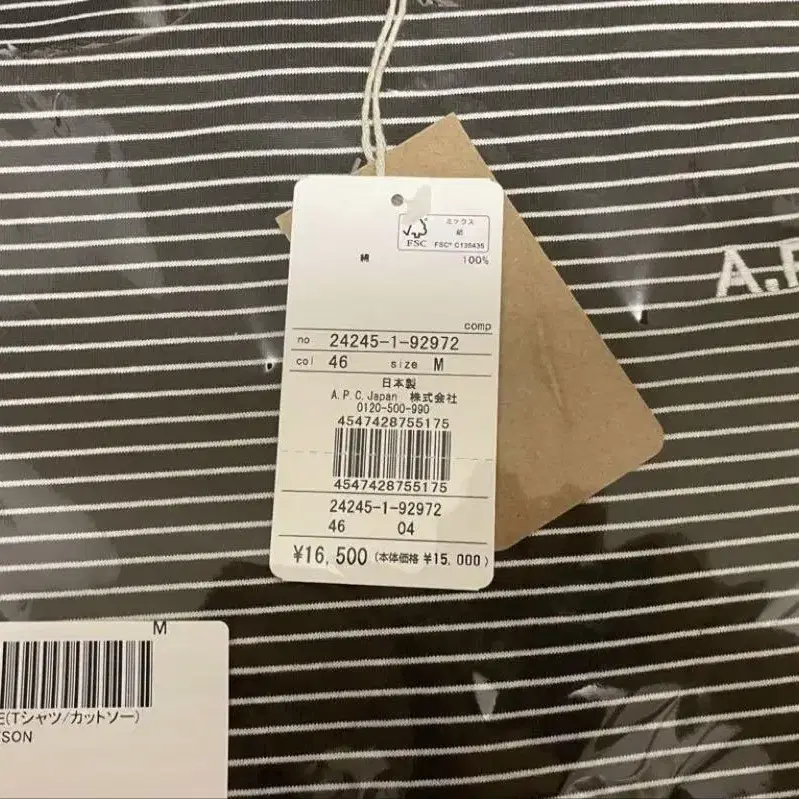 ミックス
紙
FSC
FSC® C135435
綿 100%
comp
no 24245-1-92972
col 46 size M
日本製
A.P.C.Japan 株式会社
0120-500-990
4547428755175
4547428755175
24245-1-92972
46 04
¥16,500 (本体価格 ¥15,000)
A.P
M
E(Tシャツ/カットソー)
SON